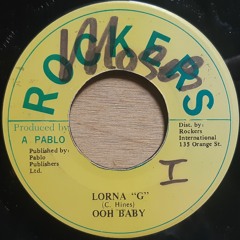 ROCKERS
Produced by
A PABLO
Published by:
Pablo
Publishers
Ltd.
Dist. by:
Rockers
International
135 Orange St.
LORNA "G"
(C. Hines)
OOH BABY
I